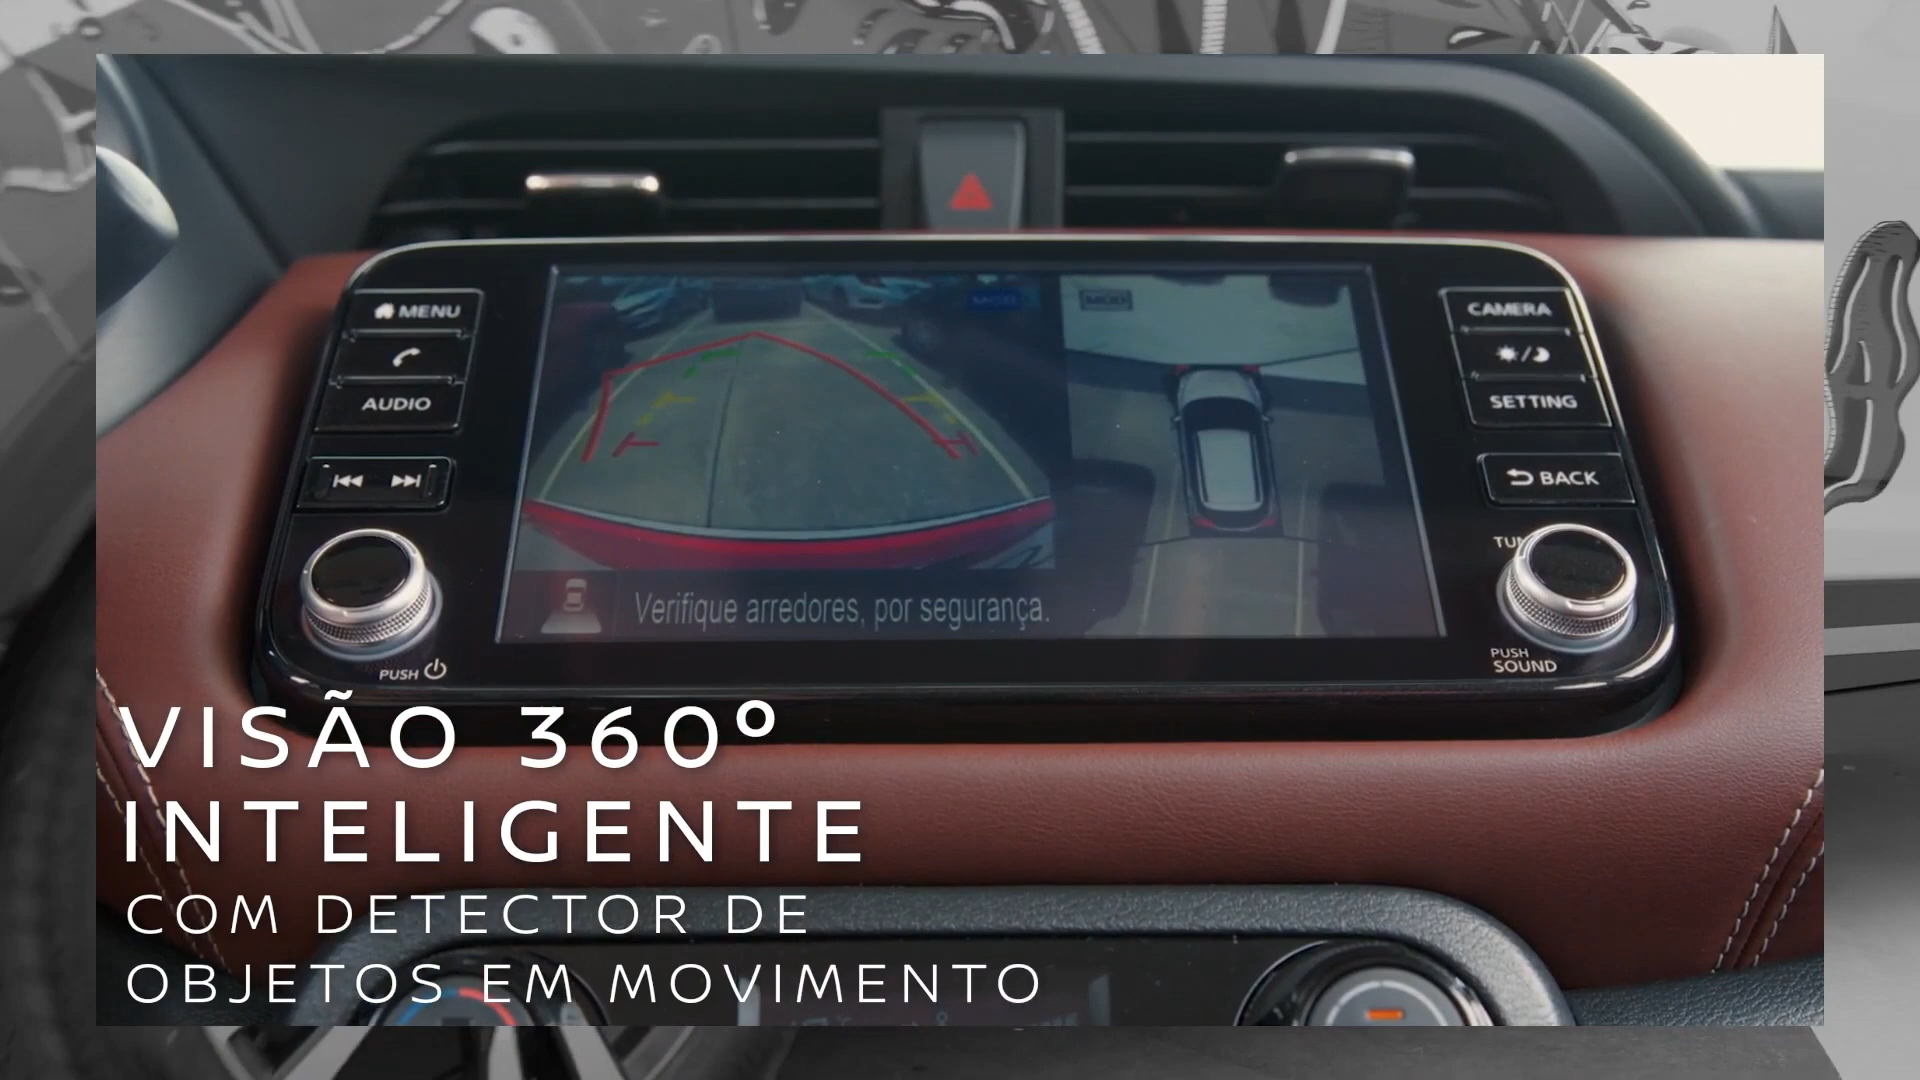 MENU
AUDIO
PUSH
MOD
CAMERA
SETTING
BACK
PUSH
SOUND
Verifique arredores, por segurança.
VISÃO 360º
INTELIGENTE
COM DETECTOR DE
OBJETOS EM MOVIMENTO